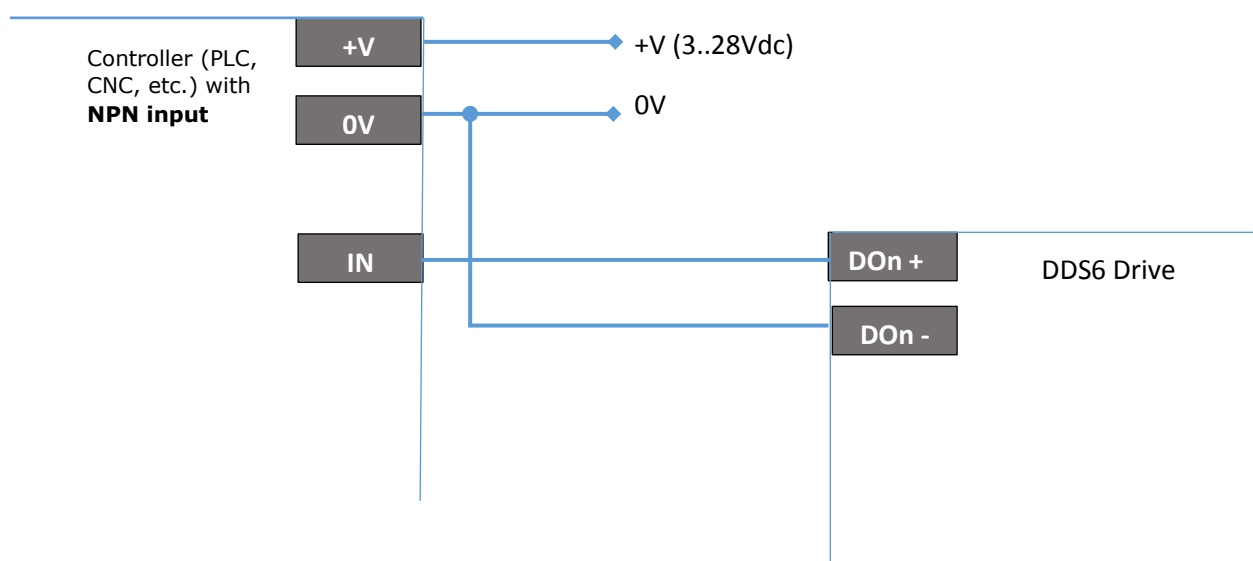 +V
+V (3..28Vdc)
Controller (PLC,
CNC, etc.) with
NPN input
0V
0V
IN
DOn +
DDS6 Drive
DOn -